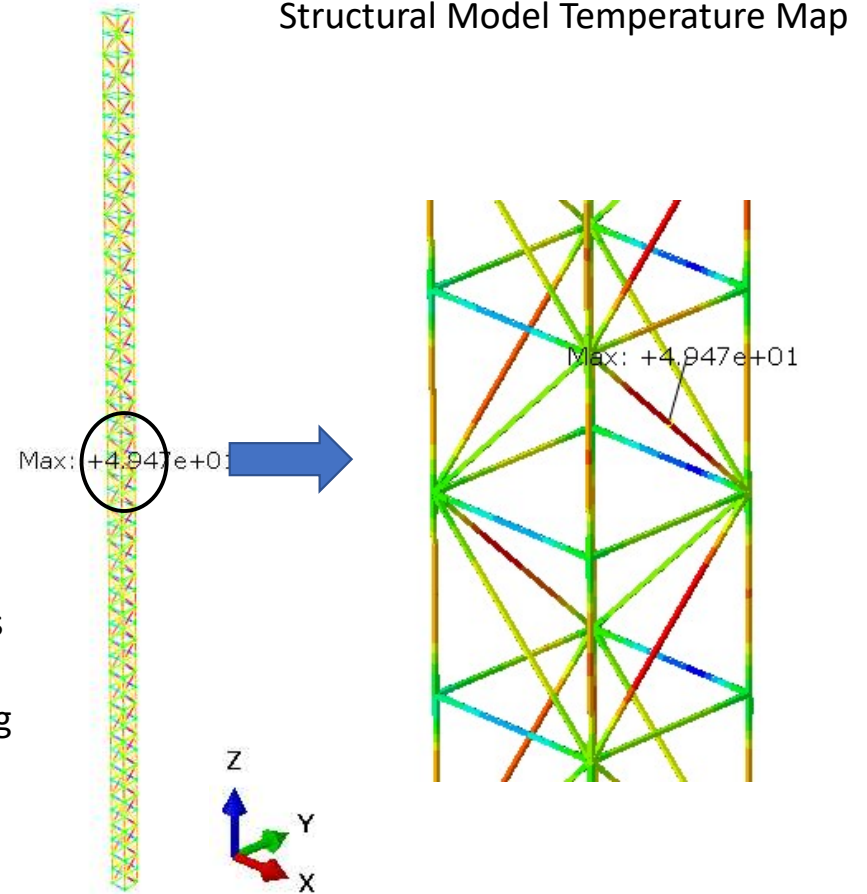 Structural Model Temperature Map
Max: +4.947e+01
Max: +4.947e+01
s
g
Z
Y
X